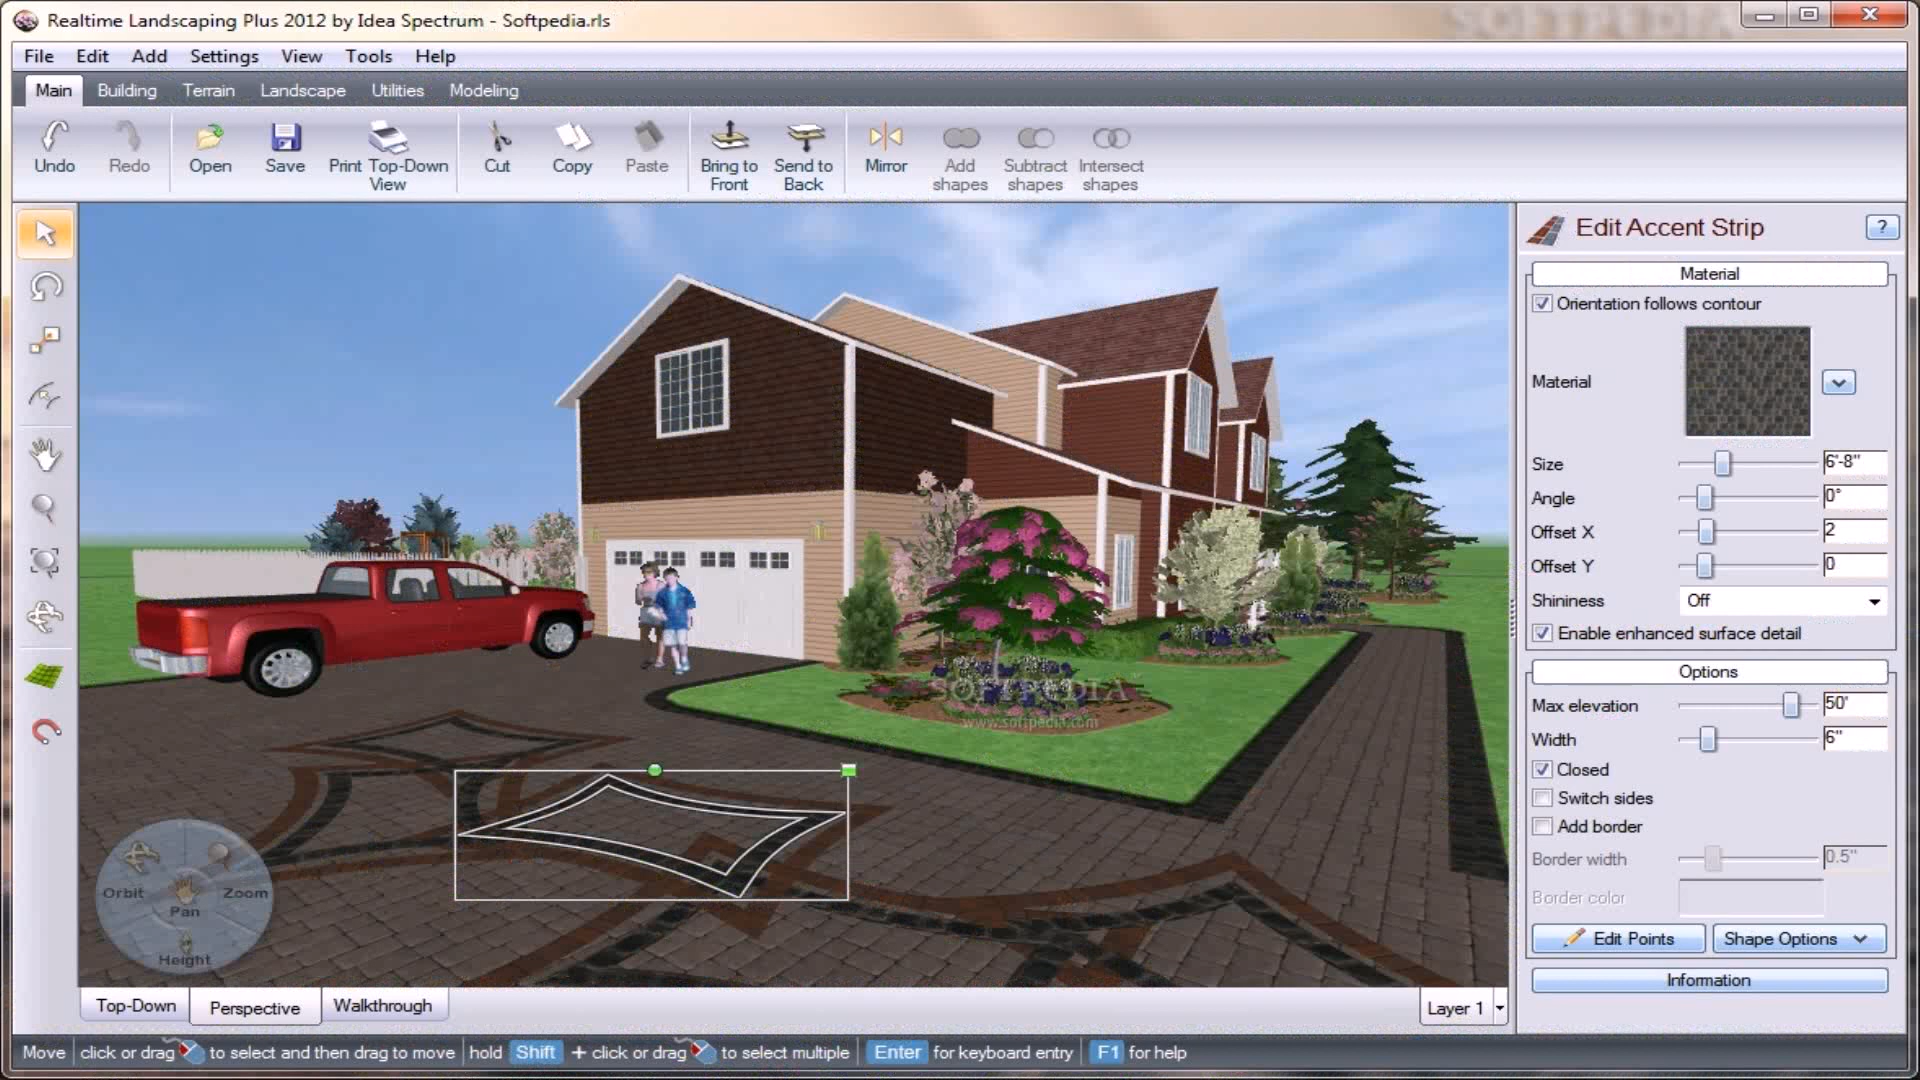 Realtime Landscaping Plus 2012 by Idea Spectrum - Softpedia.rls
SOFTPEDIA
File Edit Add Settings View Tools Help
Main Building Terrain Landscape Utilities Modeling
Undo Redo Open Save Print Top-Down View Cut Copy Paste Bring to Front Send to Back Mirror Add shapes Subtract shapes Intersect shapes
Edit Accent Strip ?
Material
Orientation follows contour
Material
Size 6'-8"
Angle 0°
Offset X 2
Offset Y 0
Shininess Off
Enable enhanced surface detail
Options
Max elevation 50'
Width 6"
Closed
Switch sides
Add border
Border width 0.5"
Border color
Edit Points Shape Options
Information
SOFTPEDIA
www.softpedia.com
Orbit Zoom
Pan
Height
Top-Down Perspective Walkthrough Layer 1
Move click or drag to select and then drag to move hold Shift + click or drag to select multiple Enter for keyboard entry F1 for help